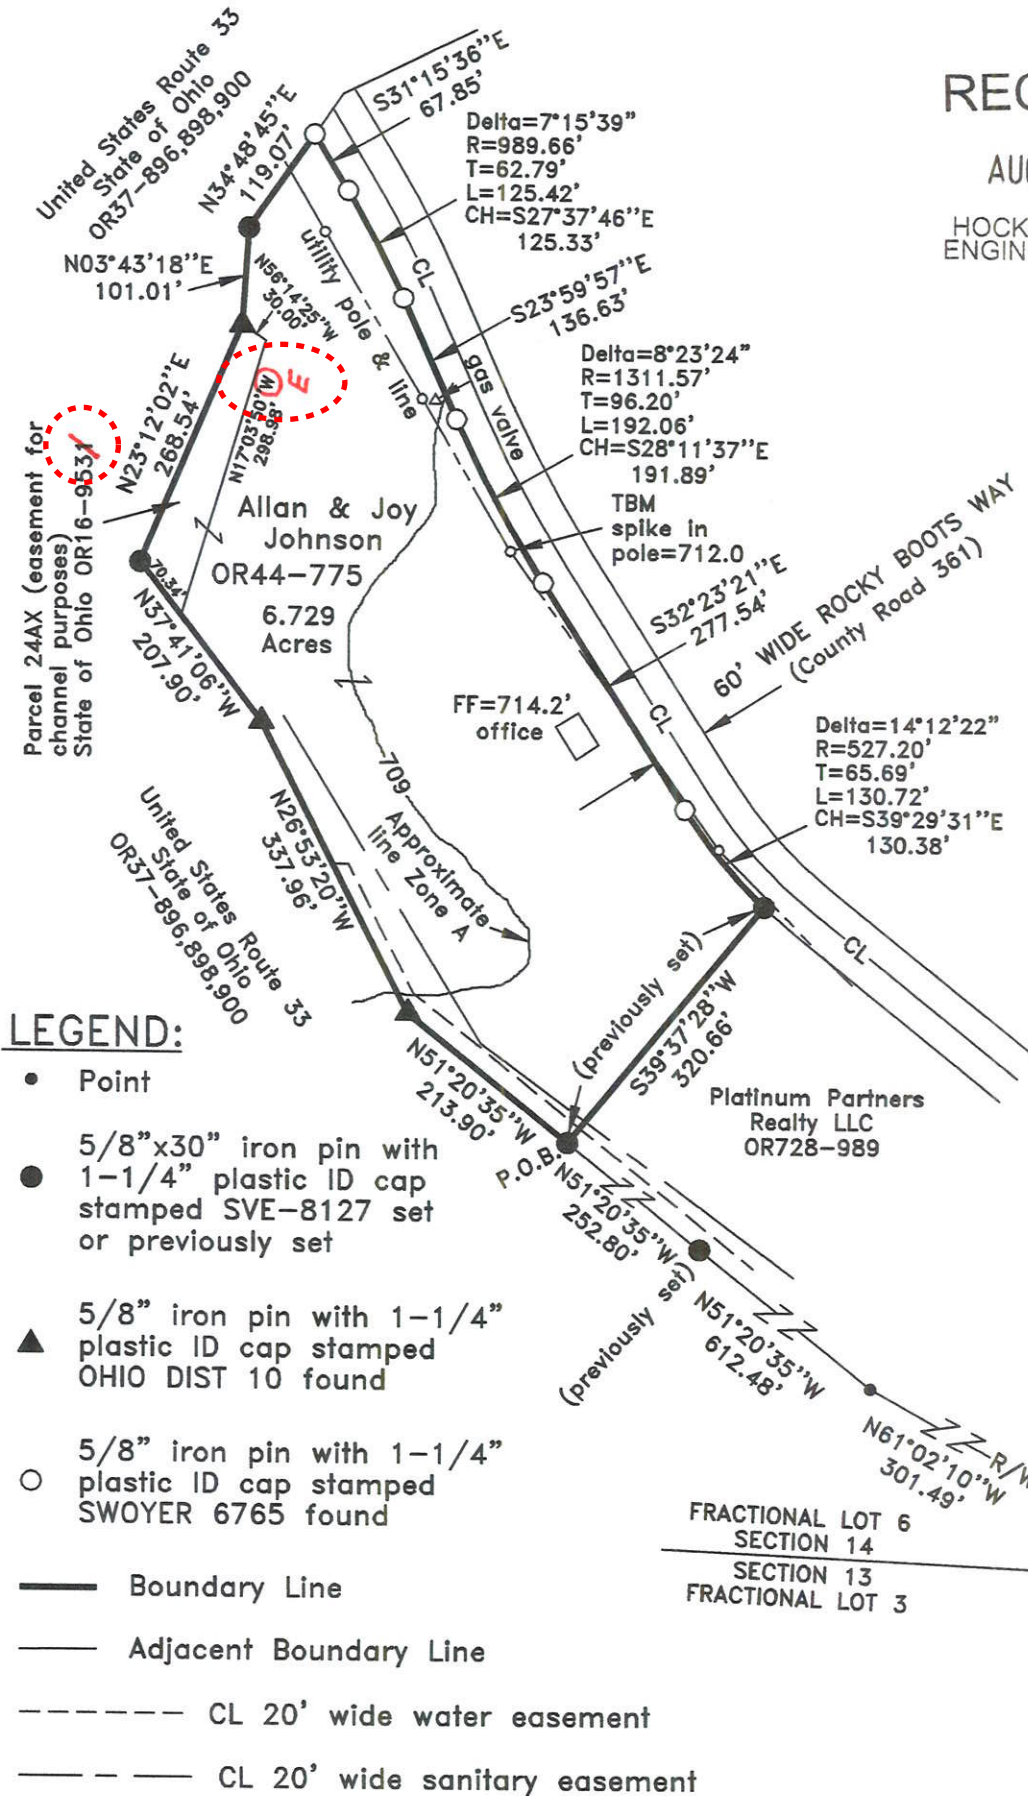 United States Route 33
State of Ohio
OR37-896,898,900
N34°48'45''E
119.07'
S31°15'36''E
67.85'
Delta=7°15'39"
R=989.66'
T=62.79'
L=125.42'
CH=S27°37'46''E
125.33'
N03°43'18''E
101.01'
N56°14'25''W
30.00'
utility pole & line
CL
S23°59'57''E
136.63'
gas valve
Delta=8°23'24"
R=1311.57'
T=96.20'
L=192.06'
CH=S28°11'37''E
191.89'
N23°12'02''E
268.54'
N17°03'50''W
298.98'
E
Parcel 24AX (easement for
channel purposes)
State of Ohio OR16-9531
Allan & Joy
Johnson
OR44-775
6.729
Acres
TBM
spike in
pole=712.0
70.34'
N37°41'06''W
207.90'
S32°23'21''E
277.54'
60' WIDE ROCKY BOOTS WAY
(County Road 361)
FF=714.2'
office
CL
Delta=14°12'22"
R=527.20'
T=65.69'
L=130.72'
CH=S39°29'31''E
130.38'
709
Approximate
line Zone A
N26°53'20''W
337.96'
United States Route 33
State of Ohio
OR37-896,898,900
CL
(previously set)
S39°37'28''W
320.66'
N51°20'35''W
213.90'
P.O.B.
Platinum Partners
Realty LLC
OR728-989
N51°20'35''W
252.80'
(previously set)
N51°20'35''W
612.48'
R/W
N61°02'10''W
301.49'
FRACTIONAL LOT 6
SECTION 14
SECTION 13
FRACTIONAL LOT 3
LEGEND:
Point
5/8"x30" iron pin with
1-1/4" plastic ID cap
stamped SVE-8127 set
or previously set
5/8" iron pin with 1-1/4"
plastic ID cap stamped
OHIO DIST 10 found
5/8" iron pin with 1-1/4"
plastic ID cap stamped
SWOYER 6765 found
Boundary Line
Adjacent Boundary Line
CL 20' wide water easement
CL 20' wide sanitary easement
REC
AU
HOCK
ENGIN